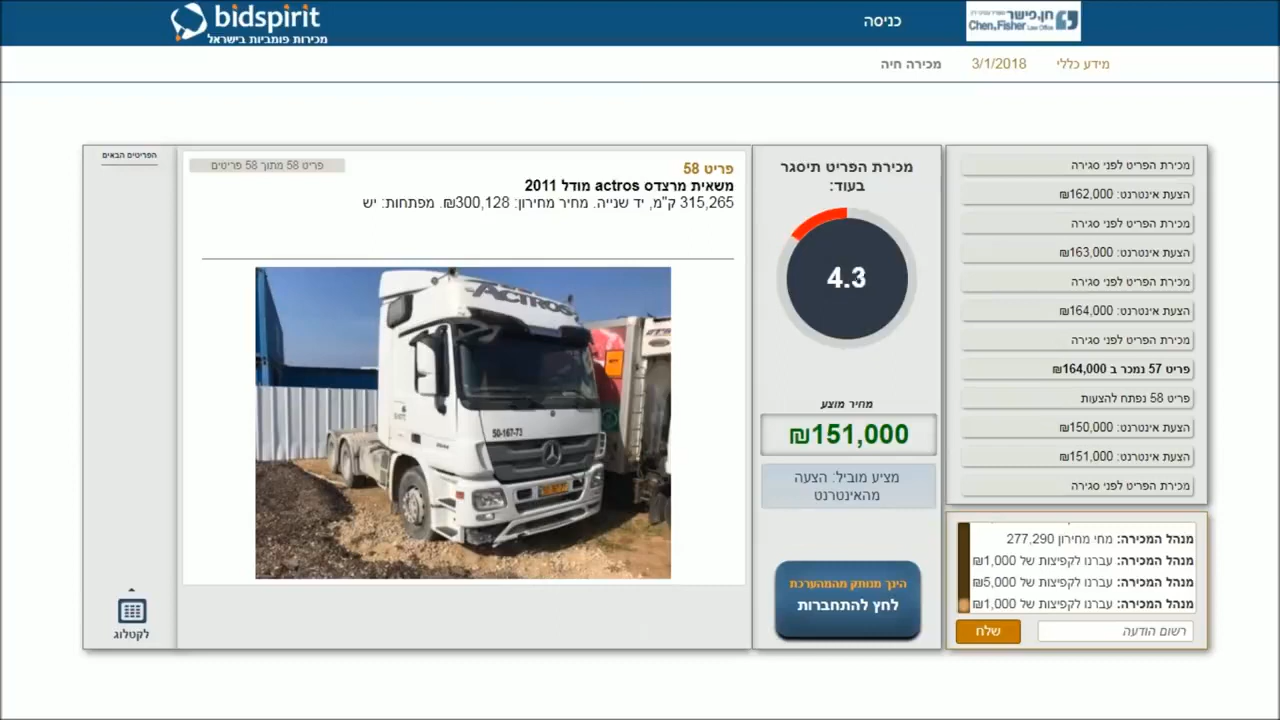 bidspirit
מכירות פומביות בישראל
כניסה
חן,פישר
Chen,Fisher Law Office
מידע כללי
3/1/2018
מכירה חיה
מכירת הפריט לפני סגירה
הצעת אינטרנט: ₪162,000
מכירת הפריט לפני סגירה
הצעת אינטרנט: ₪163,000
מכירת הפריט לפני סגירה
הצעת אינטרנט: ₪164,000
מכירת הפריט לפני סגירה
פריט 57 נמכר ב ₪164,000
פריט 58 נפתח להצעות
הצעת אינטרנט: ₪150,000
הצעת אינטרנט: ₪151,000
מכירת הפריט לפני סגירה
מנהל המכירה: מחי מחירון 277,290
מנהל המכירה: עברנו לקפיצות של ₪1,000
מנהל המכירה: עברנו לקפיצות של ₪5,000
מנהל המכירה: עברנו לקפיצות של ₪1,000
רשום הודעה
שלח
מכירת הפריט תיסגר
בעוד:
4.3
מחיר מוצע
₪151,000
מציע מוביל: הצעה
מהאינטרנט
הינך מנותק מהמהערכת
לחץ להתחברות
פריט 58
פריט 58 מתוך 58 פריטים
משאית מרצדס actros מודל 2011
315,265 ק"מ, יד שנייה. מחיר מחירון: ₪300,128. מפתחות: יש
ACTROS
50-167-73
הפריטים הבאים
לקטלוג